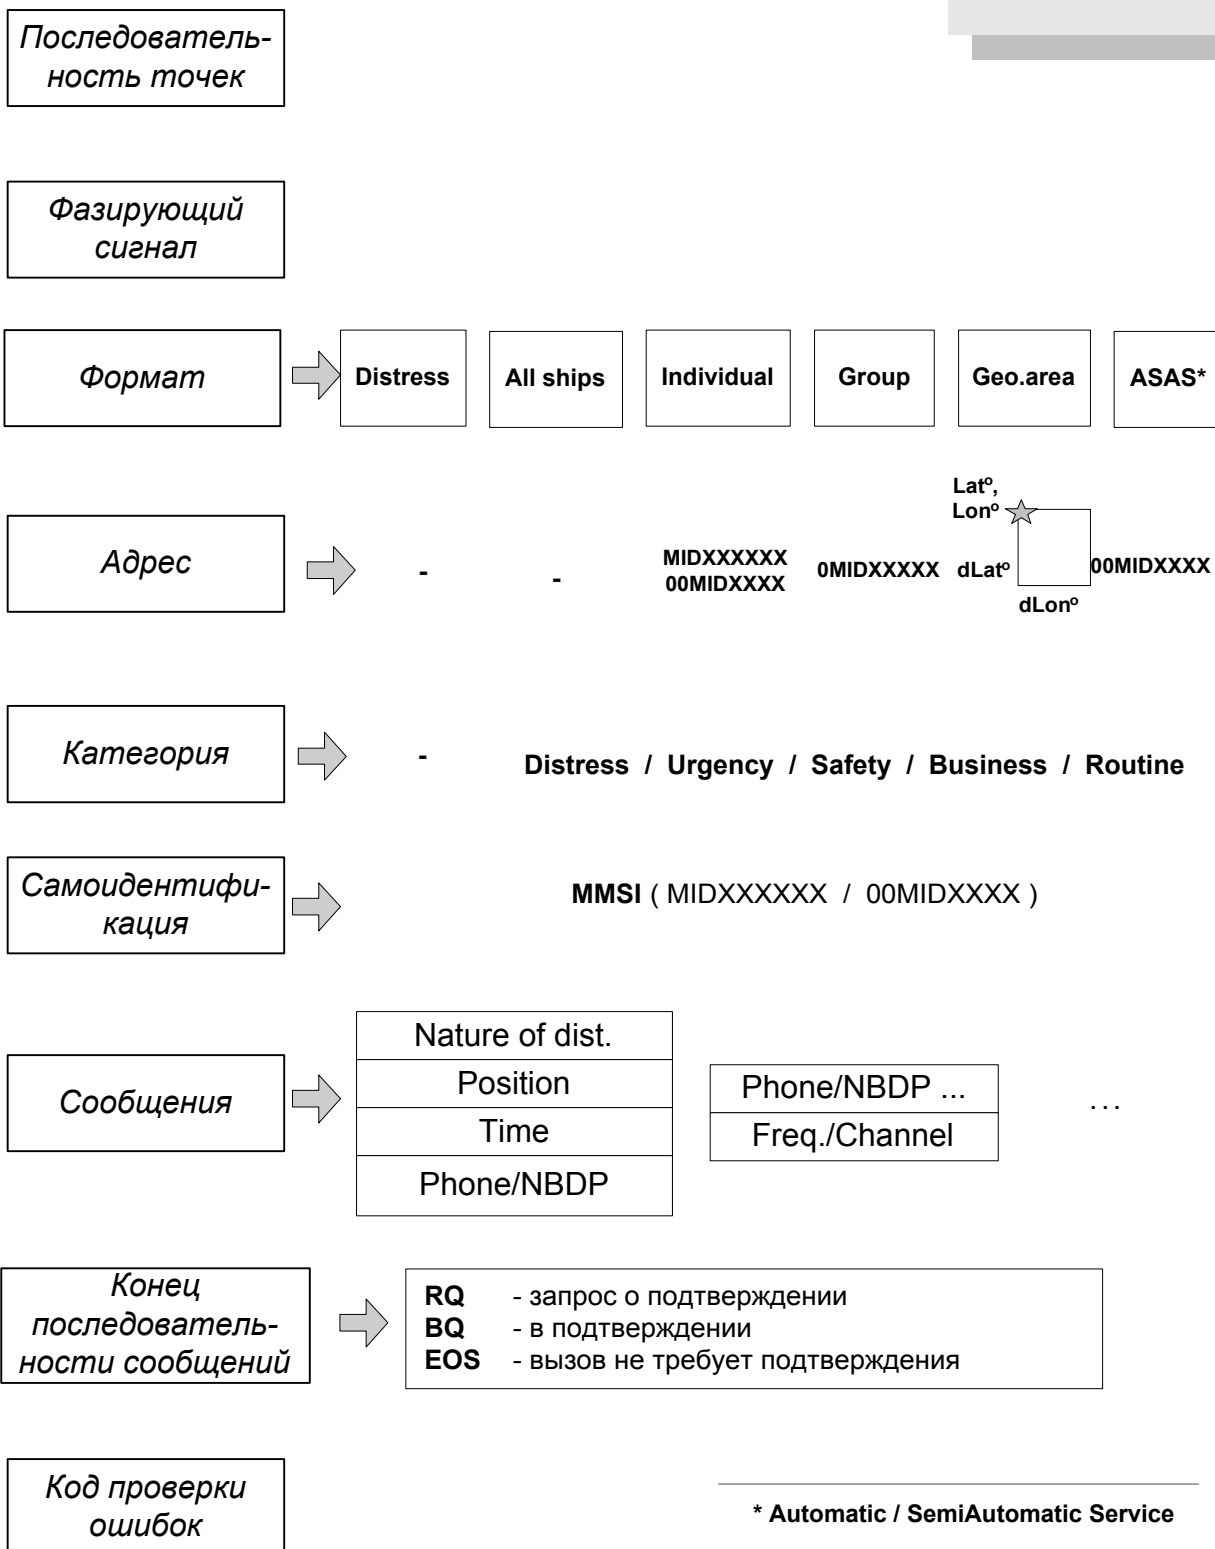 Последователь-
ность точек
Фазирующий
сигнал
Формат
Distress
All ships
Individual
Group
Geo.area
ASAS*
Адрес
-
-
MIDXXXXXX
00MIDXXXX
0MIDXXXXX
Latº,
Lonº
dLatº
dLonº
00MIDXXXX
Категория
-
Distress / Urgency / Safety / Business / Routine
Самоидентифи-
кация
MMSI ( MIDXXXXXX / 00MIDXXXX )
Сообщения
Nature of dist.
Position
Time
Phone/NBDP
Phone/NBDP ...
Freq./Channel
...
Конец
последователь-
ности сообщений
RQ - запрос о подтверждении
BQ - в подтверждении
EOS - вызов не требует подтверждения
Код проверки
ошибок
* Automatic / SemiAutomatic Service